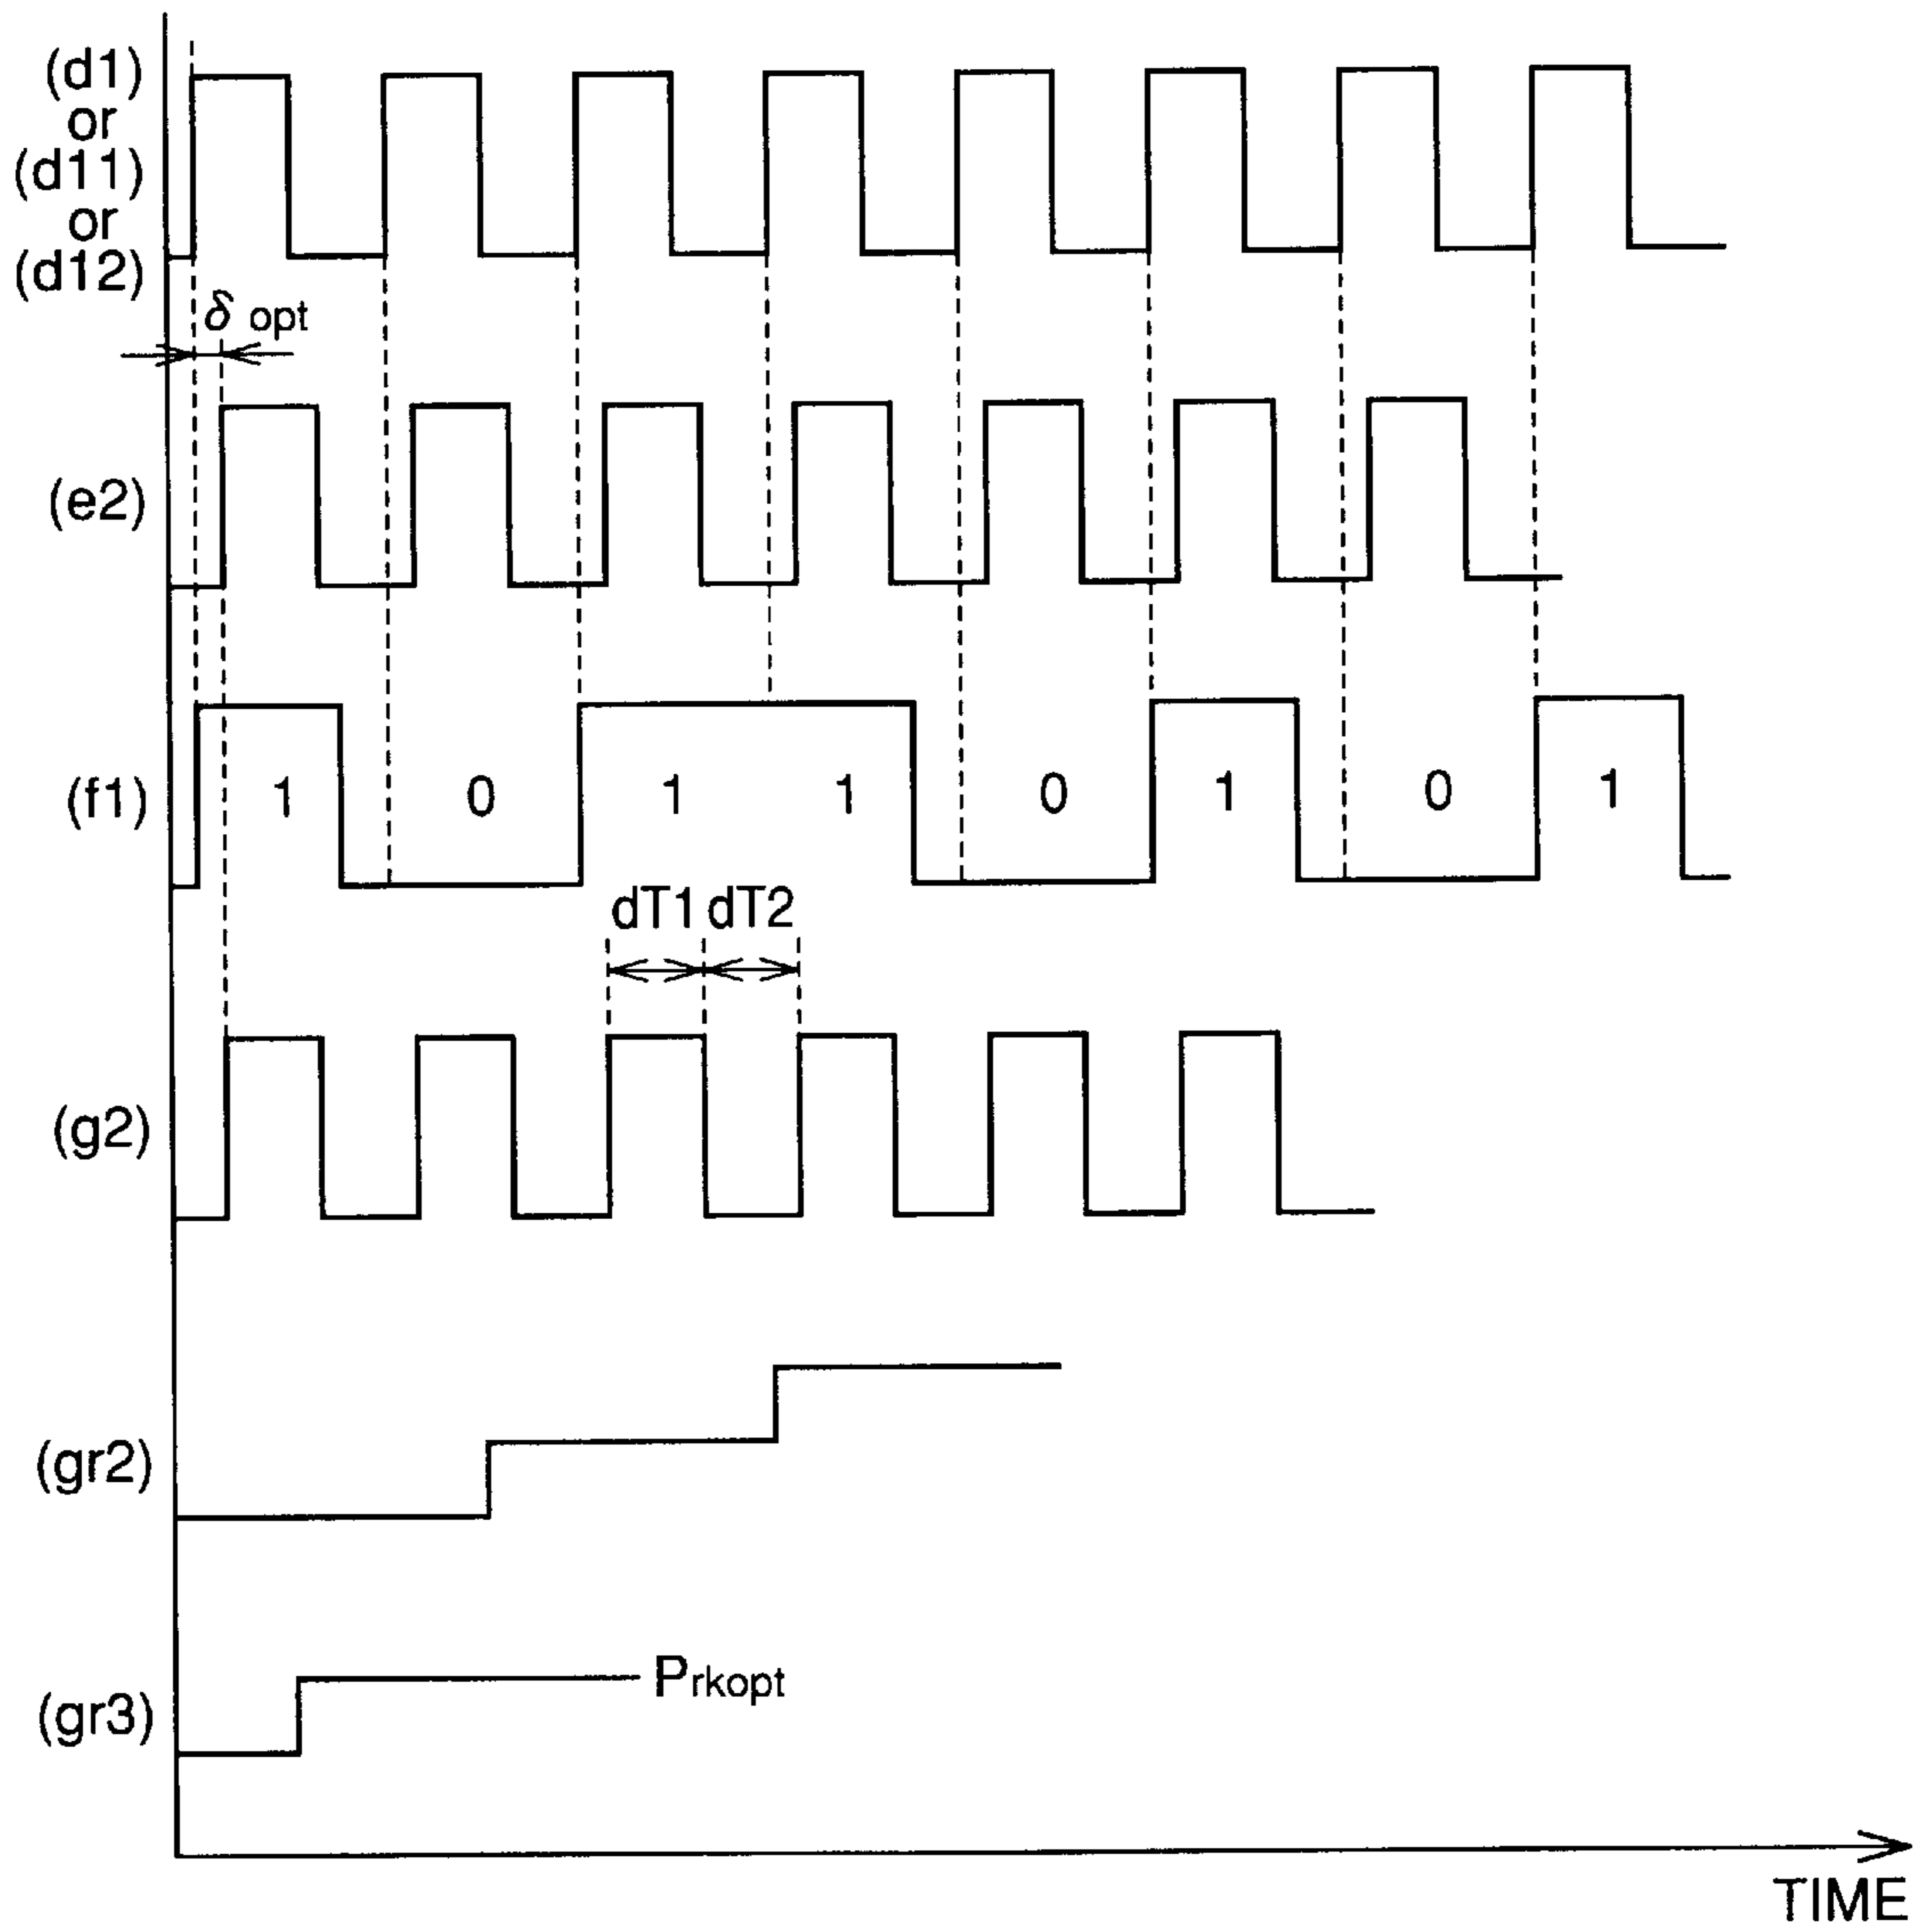 (d1)
or
(d11)
or
(d12)
δ opt
(e2)
(f1)
1 0 1 1 0 1 0 1
dT1 dT2
(g2)
(gr2)
(gr3)
Prkopt
TIME